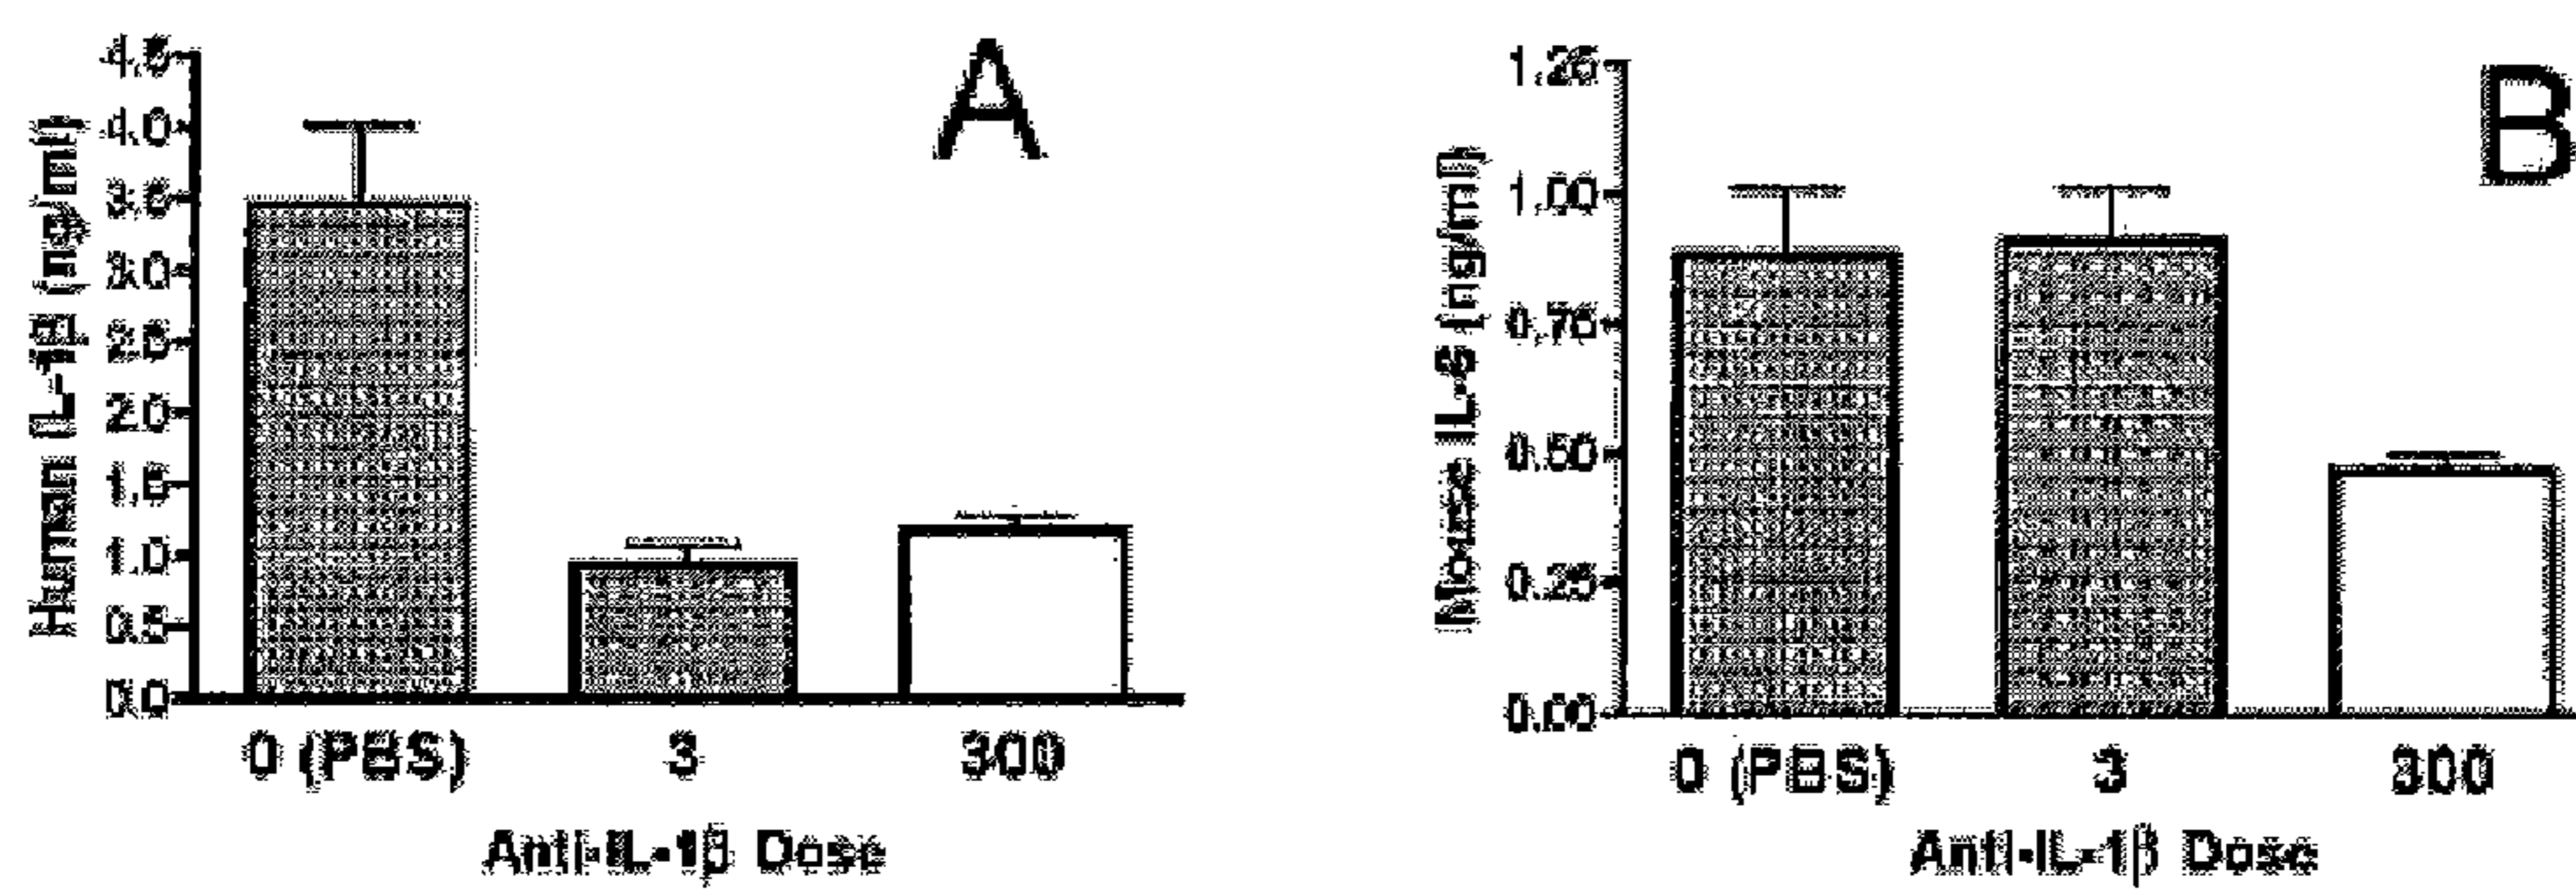 A
Human IL-1β (ng/ml)
4.5
4.0
3.5
3.0
2.5
2.0
1.5
1.0
0.5
0.0
0 (PBS) 3 300
Anti-IL-1β Dose
B
Mouse IL-6 (ng/ml)
1.25
1.00
0.75
0.50
0.25
0.00
0 (PBS) 3 300
Anti-IL-1β Dose